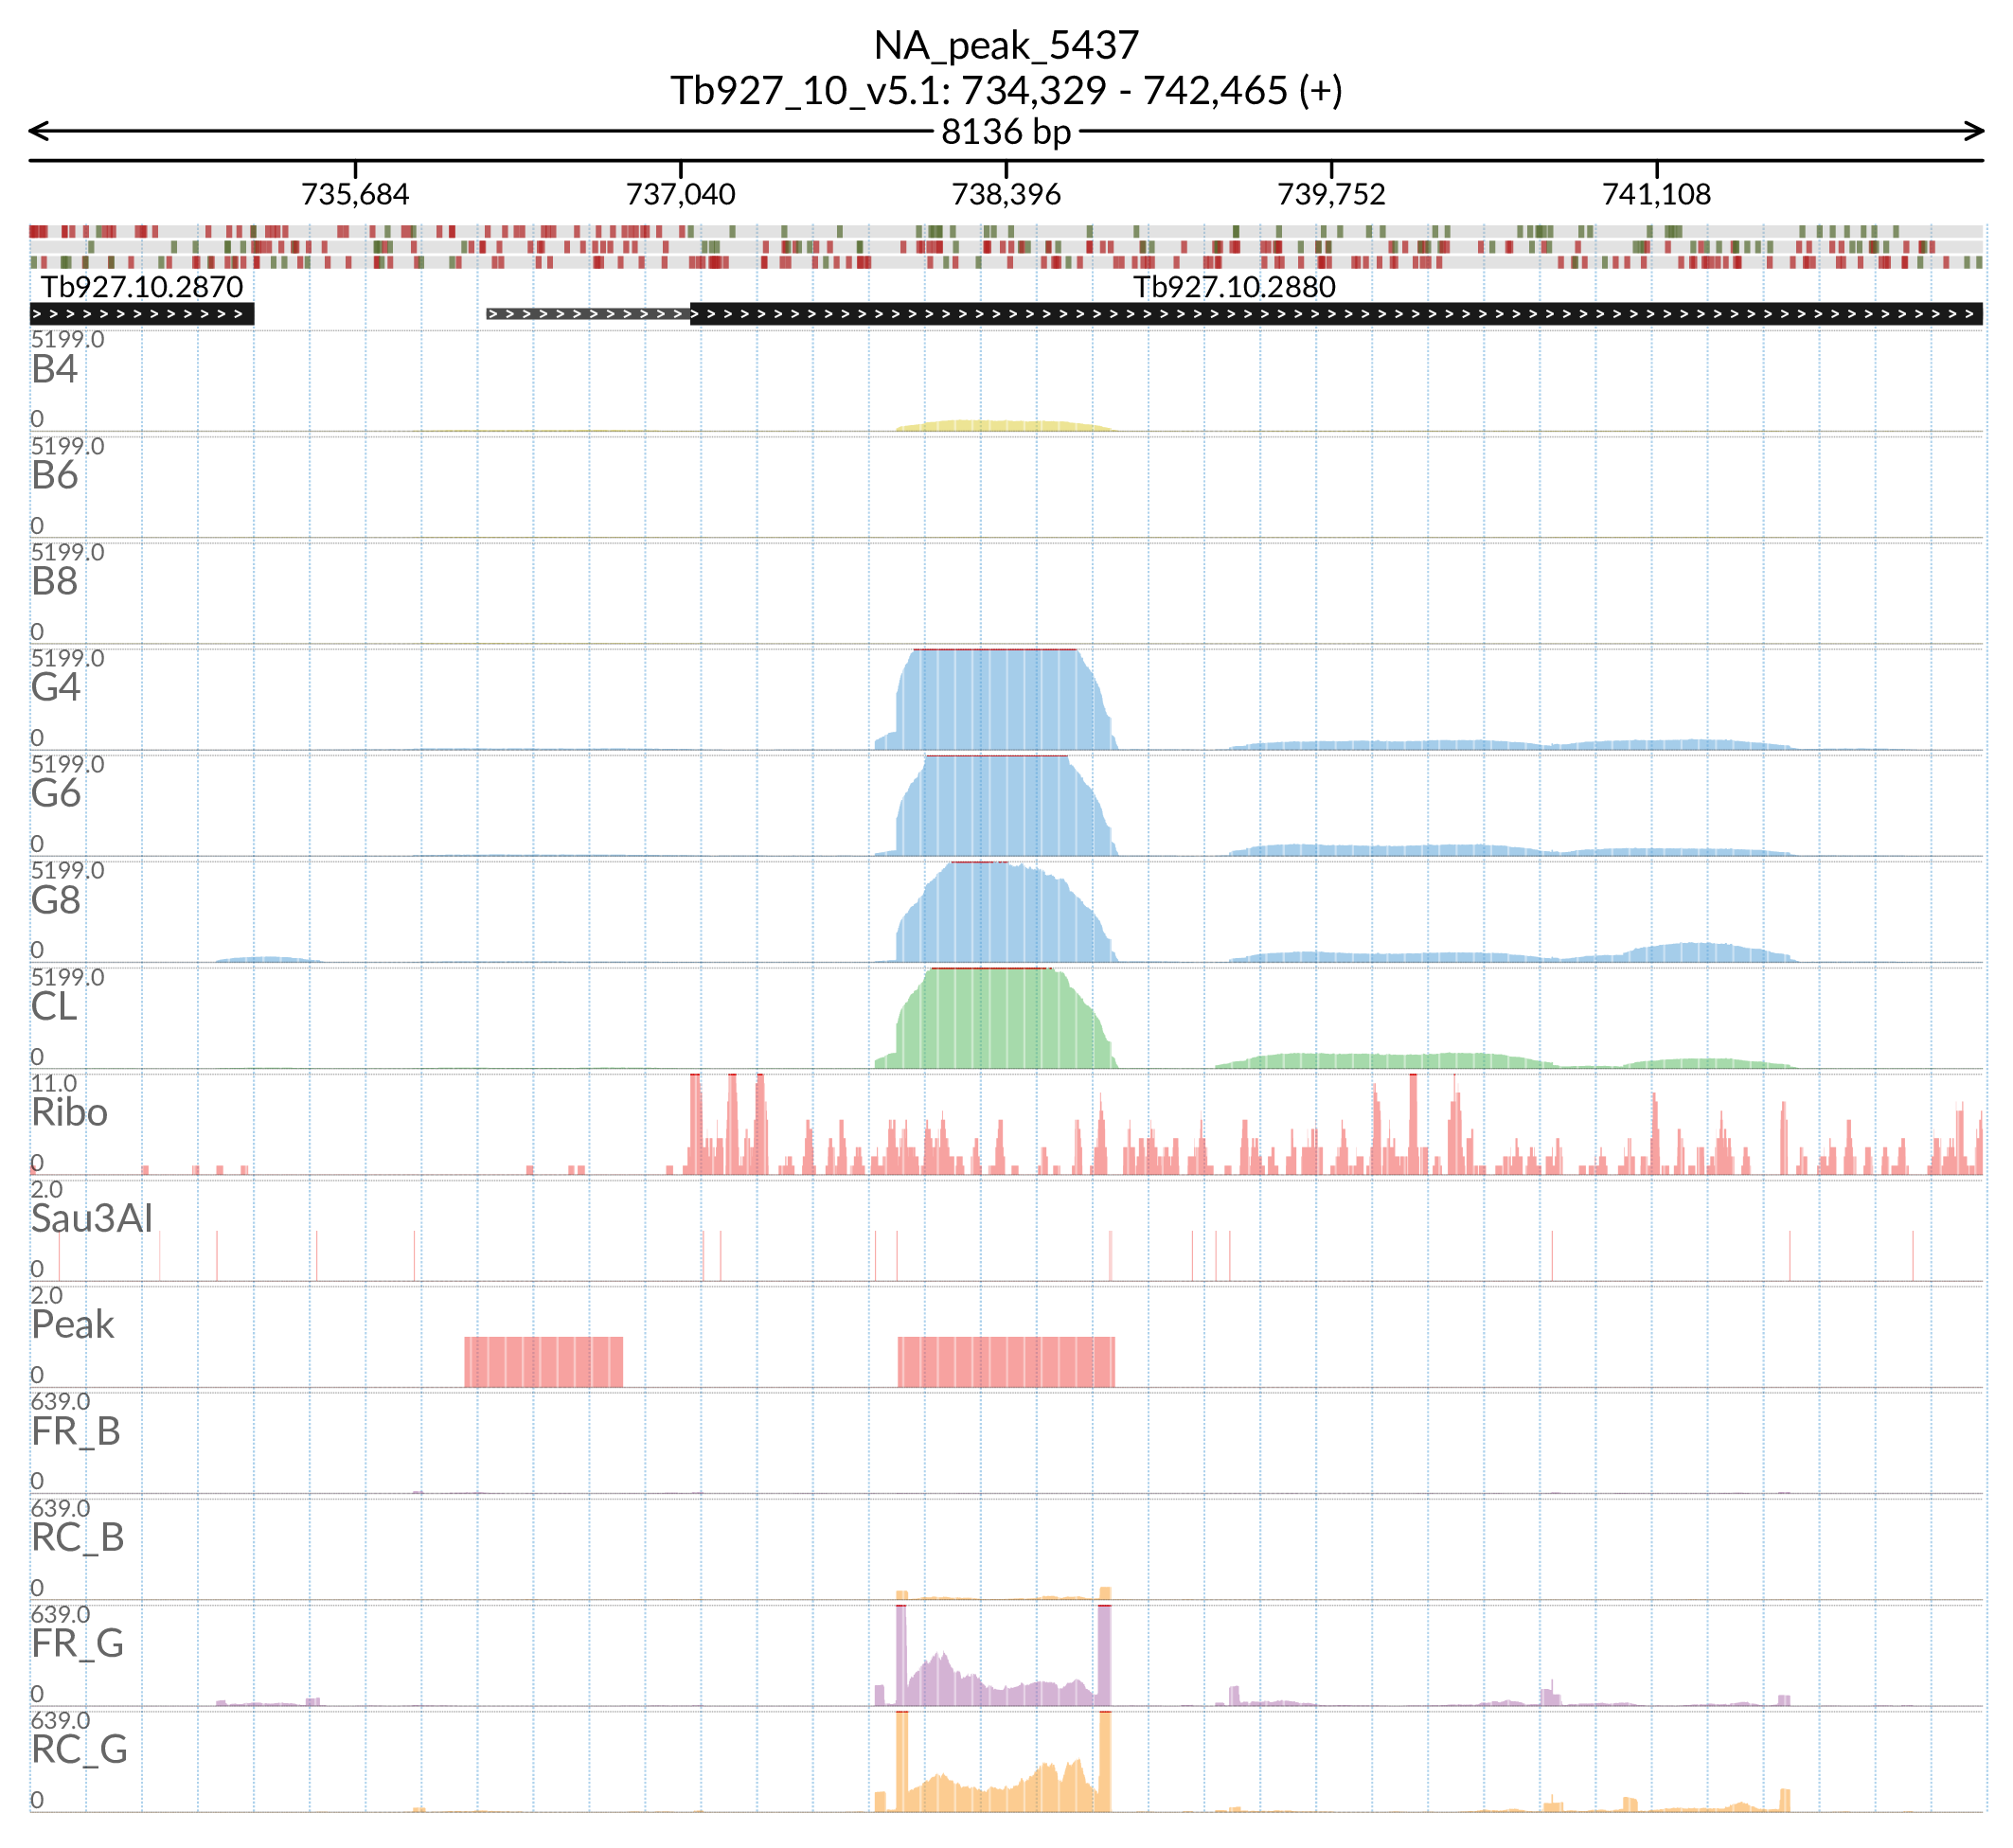 NA_peak_5437
Tb927_10_v5.1: 734,329 - 742,465 (+)
8136 bp
735,684 737,040 738,396 739,752 741,108
Tb927.10.2870 Tb927.10.2880
5199.0
B4
0
5199.0
B6
0
5199.0
B8
0
5199.0
G4
0
5199.0
G6
0
5199.0
G8
0
5199.0
CL
0
11.0
Ribo
0
2.0
Sau3AI
0
2.0
Peak
0
639.0
FR_B
0
639.0
RC_B
0
639.0
FR_G
0
639.0
RC_G
0